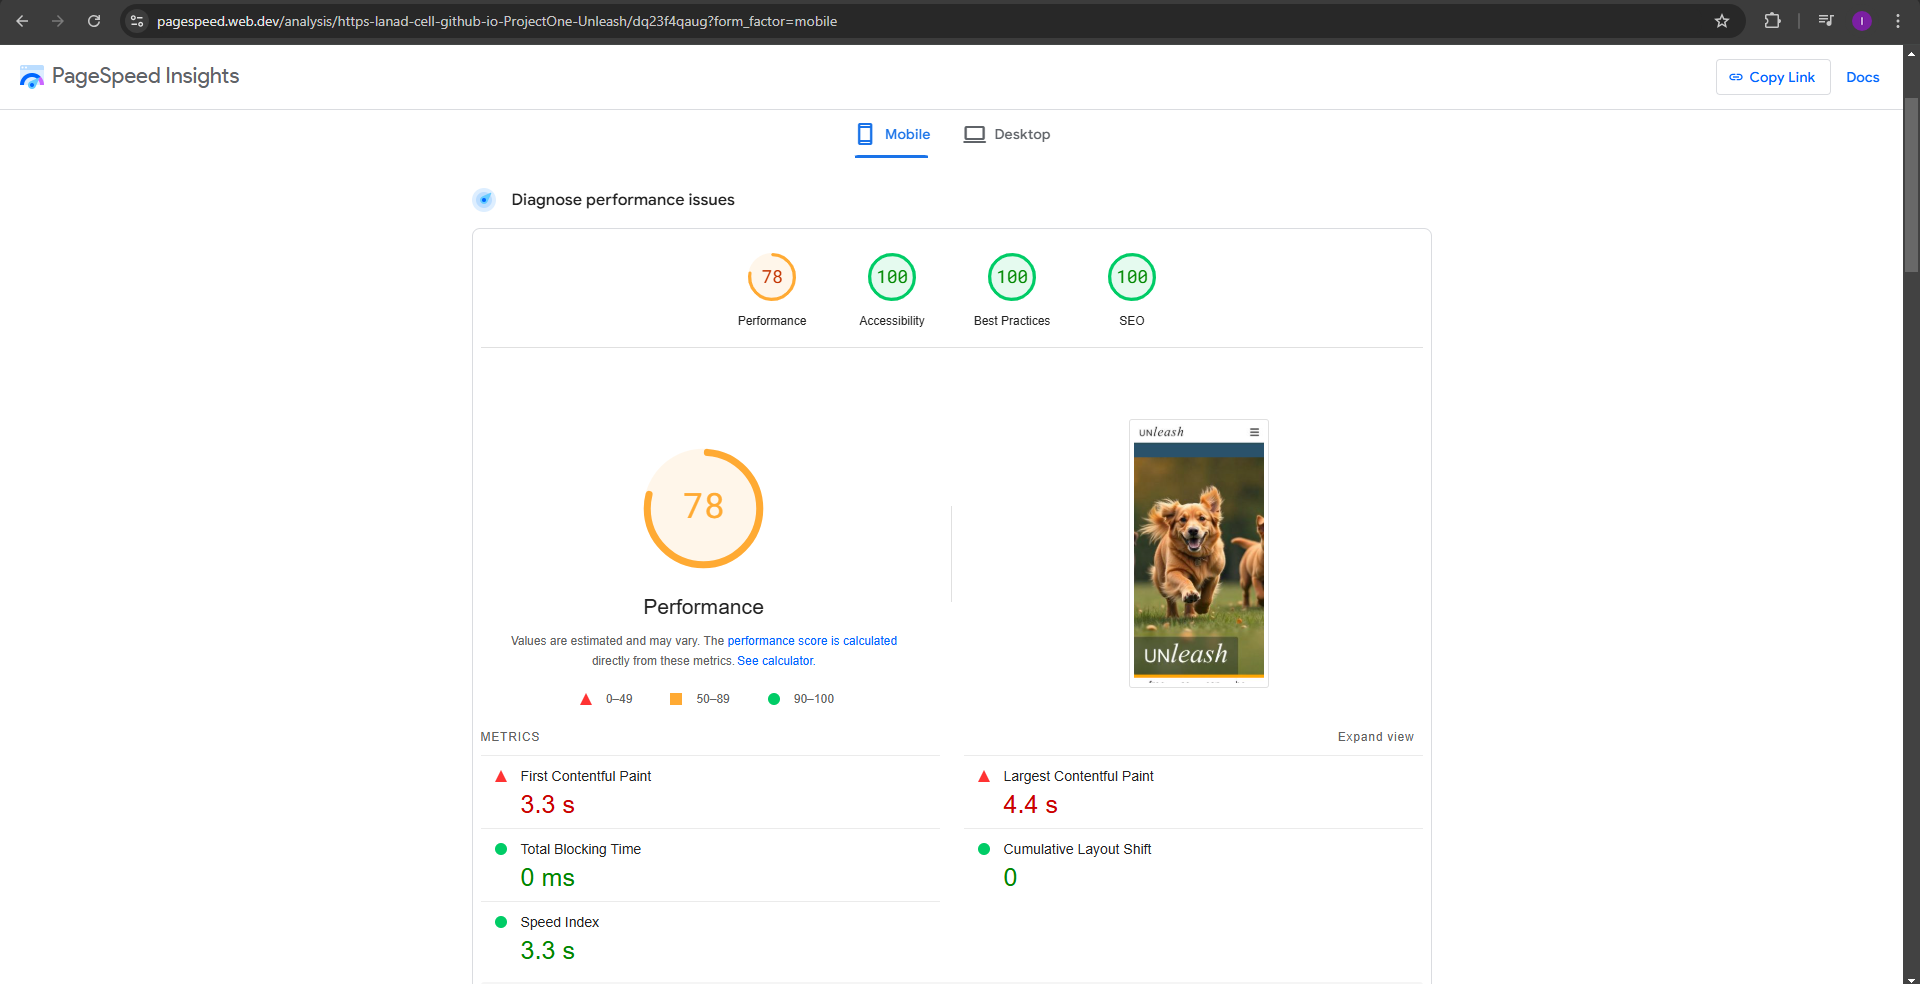 pagespeed.web.dev/analysis/https-lanad-cell-github-io-ProjectOne-Unleash/dq23f4qaug?form_factor=mobile
I
PageSpeed Insights
Copy Link
Docs
Mobile
Desktop
Diagnose performance issues
78
100
100
100
Performance
Accessibility
Best Practices
SEO
UNleash
78
UNleash
Performance
Values are estimated and may vary. The performance score is calculated
directly from these metrics. See calculator.
0–49
50–89
90–100
METRICS
Expand view
First Contentful Paint
3.3 s
Largest Contentful Paint
4.4 s
Total Blocking Time
0 ms
Cumulative Layout Shift
0
Speed Index
3.3 s